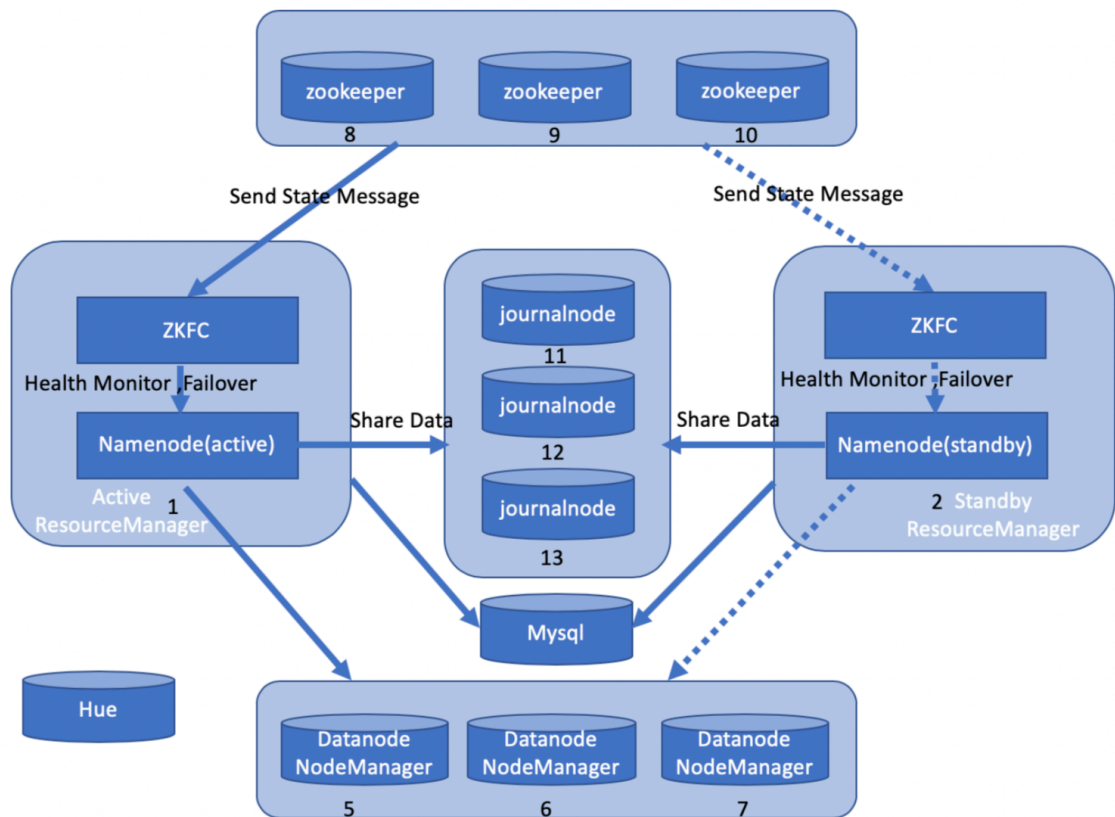 zookeeper
zookeeper
zookeeper
8
9
10
Send State Message
Send State Message
ZKFC
journalnode
ZKFC
11
Health Monitor ,Failover
Health Monitor ,Failover
journalnode
Share Data
Share Data
Namenode(active)
Namenode(standby)
12
Active
ResourceManager
1
journalnode
2
Standby
ResourceManager
13
Mysql
Hue
Datanode
NodeManager
Datanode
NodeManager
Datanode
NodeManager
5
6
7